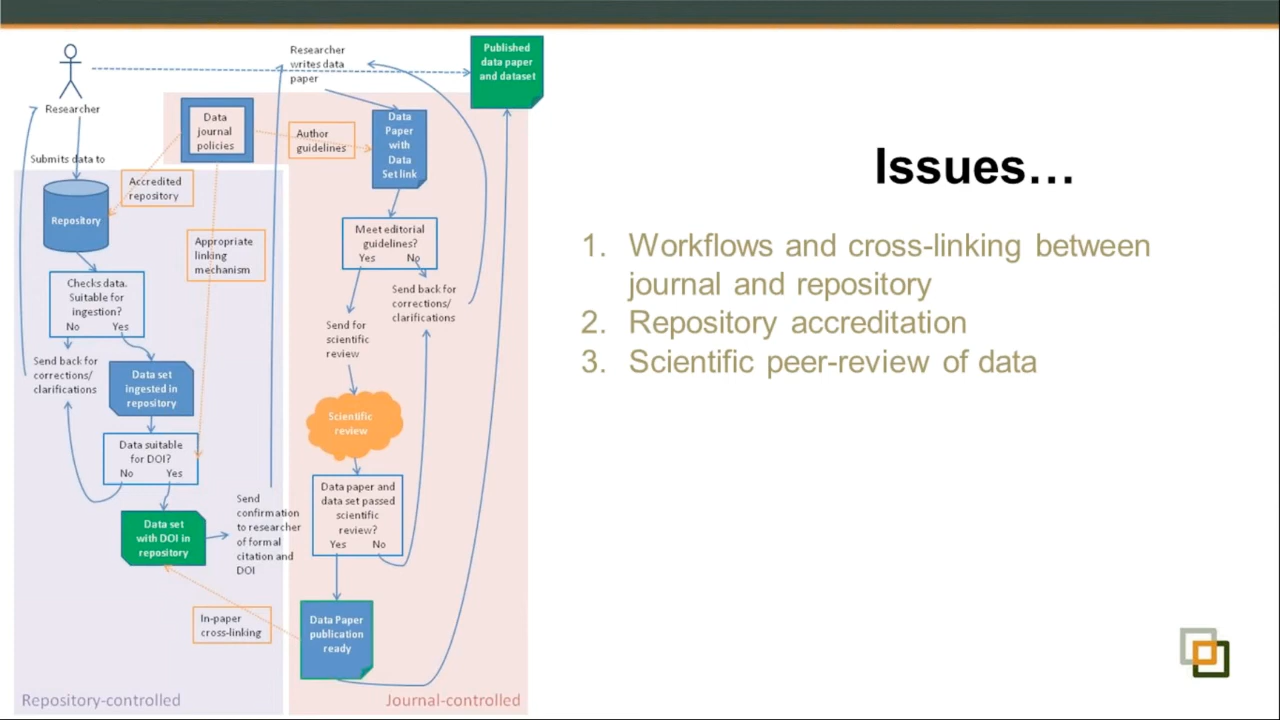 Researcher
Submits data to
Repository
Checks data.
Suitable for
ingestion?
No Yes
Send back for
corrections/
clarifications
Data set
ingested in
repository
Data suitable
for DOI?
No Yes
Data set
with DOI in
repository
Send
confirmation
to researcher
of formal
citation and
DOI
Data
journal
policies
Accredited
repository
Appropriate
linking
mechanism
Author
guidelines
In-paper
cross-linking
Repository-controlled
Researcher
writes data
paper
Data
Paper
with
Data
Set link
Meet editorial
guidelines?
Yes No
Send back for
corrections/
clarifications
Send for
scientific
review
Scientific
review
Data paper and
data set passed
scientific
review?
Yes No
Data Paper
publication
ready
Journal-controlled
Published
data paper
and dataset
Issues…
1. Workflows and cross-linking between
journal and repository
2. Repository accreditation
3. Scientific peer-review of data